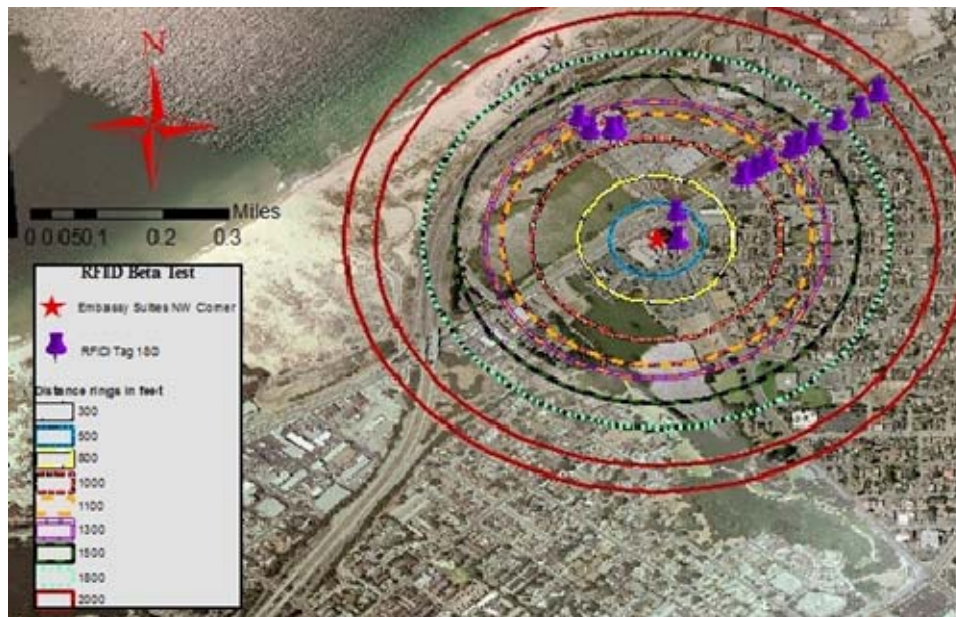 N
Miles
0 0.050.1 0.2 0.3
RFID Beta Test
Embassy Suites NW Corner
RFID Tag 180
Distance rings in feet
300
500
800
1000
1100
1300
1500
1800
2000